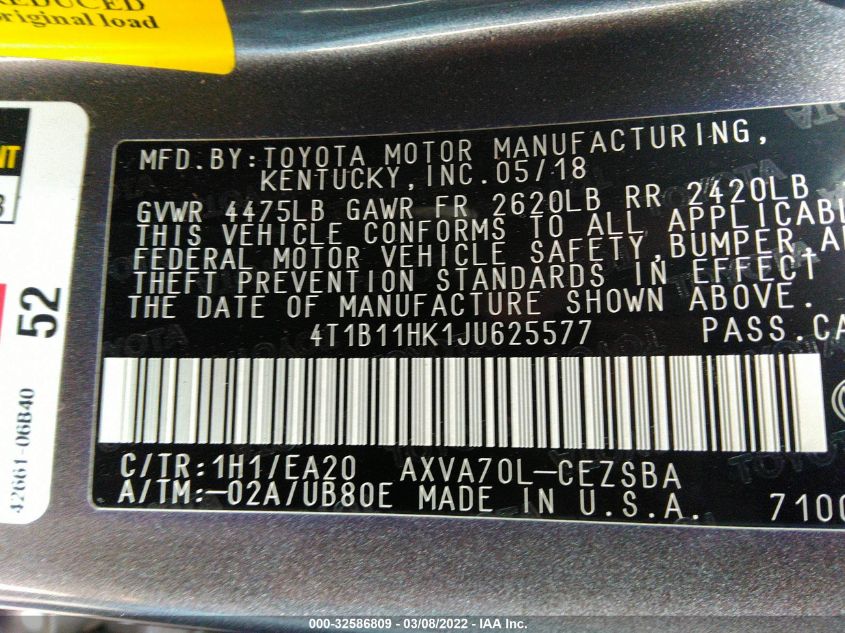 REDUCED
original load
NT
3
52
42661-06B40
MFD.BY:TOYOTA MOTOR MANUFACTURING,
KENTUCKY,INC.05/18
GVWR 4475LB GAWR FR 2620LB RR 2420LB
THIS VEHICLE CONFORMS TO ALL APPLICABL
FEDERAL MOTOR VEHICLE SAFETY,BUMPER,A
THEFT PREVENTION STANDARDS IN EFFECT
THE DATE OF MANUFACTURE SHOWN ABOVE.
4T1B11HK1JU625577 PASS.CA
C/TR:1H1/EA20 AXVA70L-CEZSBA
A/TM:-02A/UB80E MADE IN U.S.A. 710
000-32586809 - 03/08/2022 - IAA Inc.